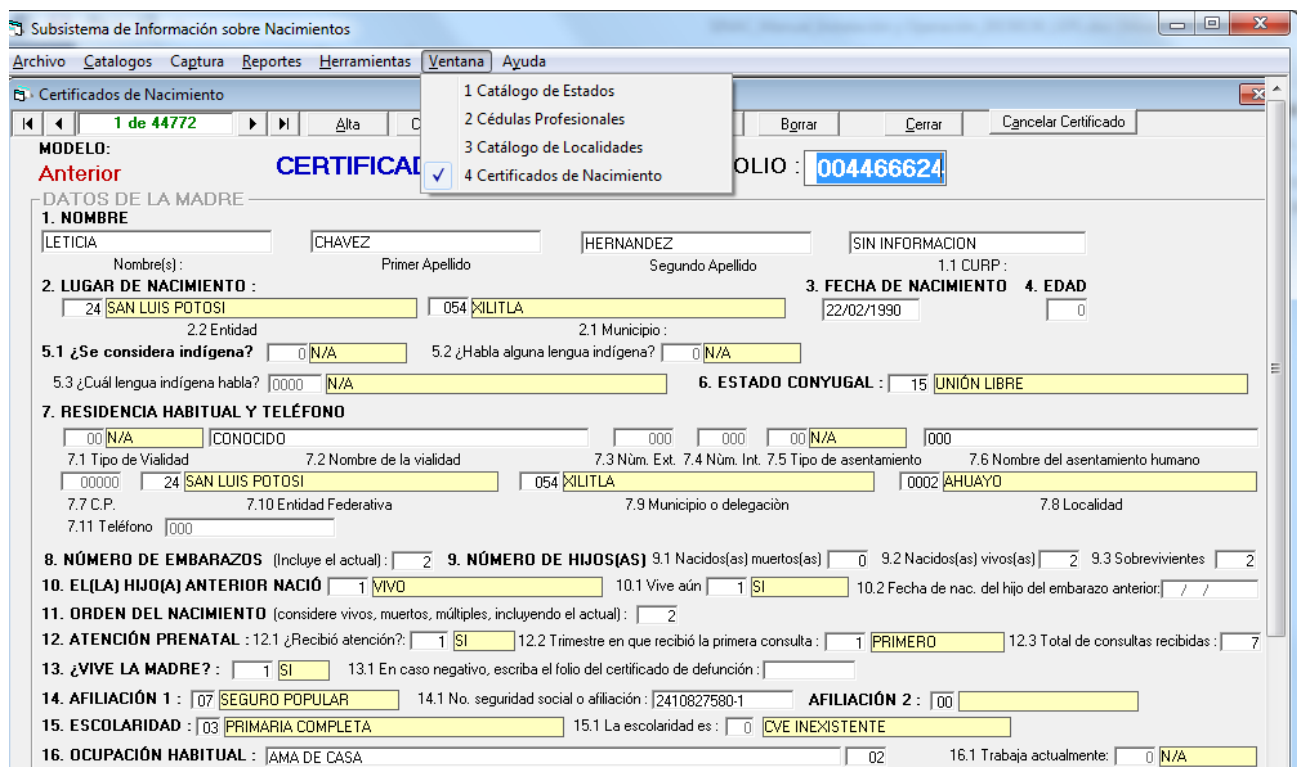 Subsistema de Información sobre Nacimientos
Archivo Catalogos Captura Reportes Herramientas Ventana Ayuda
Certificados de Nacimiento
1 Catálogo de Estados
2 Cédulas Profesionales
3 Catálogo de Localidades
✓ 4 Certificados de Nacimiento
1 de 44772 Alta C Borrar Cerrar Cancelar Certificado
MODELO:
Anterior
CERTIFICAD OLIO : 004466624
DATOS DE LA MADRE
1. NOMBRE
LETICIA CHAVEZ HERNANDEZ SIN INFORMACION
Nombre(s) : Primer Apellido Segundo Apellido 1.1 CURP :
2. LUGAR DE NACIMIENTO : 3. FECHA DE NACIMIENTO 4. EDAD
24 SAN LUIS POTOSI 054 XILITLA 22/02/1990 0
2.2 Entidad 2.1 Municipio :
5.1 ¿Se considera indígena? 0 N/A 5.2 ¿Habla alguna lengua indígena? 0 N/A
5.3 ¿Cuál lengua indígena habla? 0000 N/A 6. ESTADO CONYUGAL : 15 UNIÓN LIBRE
7. RESIDENCIA HABITUAL Y TELÉFONO
00 N/A CONOCIDO 000 000 00 N/A 000
7.1 Tipo de Vialidad 7.2 Nombre de la vialidad 7.3 Nùm. Ext. 7.4 Nùm. Int. 7.5 Tipo de asentamiento 7.6 Nombre del asentamiento humano
00000 24 SAN LUIS POTOSI 054 XILITLA 0002 AHUAYO
7.7 C.P. 7.10 Entidad Federativa 7.9 Municipio o delegaciòn 7.8 Localidad
7.11 Teléfono 000
8. NÚMERO DE EMBARAZOS (Incluye el actual) : 2 9. NÚMERO DE HIJOS(AS) 9.1 Nacidos(as) muertos(as) 0 9.2 Nacidos(as) vivos(as) 2 9.3 Sobrevivientes 2
10. EL(LA) HIJO(A) ANTERIOR NACIÓ 1 VIVO 10.1 Vive aún 1 SI 10.2 Fecha de nac. del hijo del embarazo anterior: / /
11. ORDEN DEL NACIMIENTO (considere vivos, muertos, múltiples, incluyendo el actual) : 2
12. ATENCIÓN PRENATAL : 12.1 ¿Recibió atención?: 1 SI 12.2 Trimestre en que recibió la primera consulta : 1 PRIMERO 12.3 Total de consultas recibidas : 7
13. ¿VIVE LA MADRE? : 1 SI 13.1 En caso negativo, escriba el folio del certificado de defunción :
14. AFILIACIÓN 1 : 07 SEGURO POPULAR 14.1 No. seguridad social o afiliación : 2410827580-1 AFILIACIÓN 2 : 00
15. ESCOLARIDAD : 03 PRIMARIA COMPLETA 15.1 La escolaridad es : 0 CVE INEXISTENTE
16. OCUPACIÓN HABITUAL : AMA DE CASA 02 16.1 Trabaja actualmente: 0 N/A